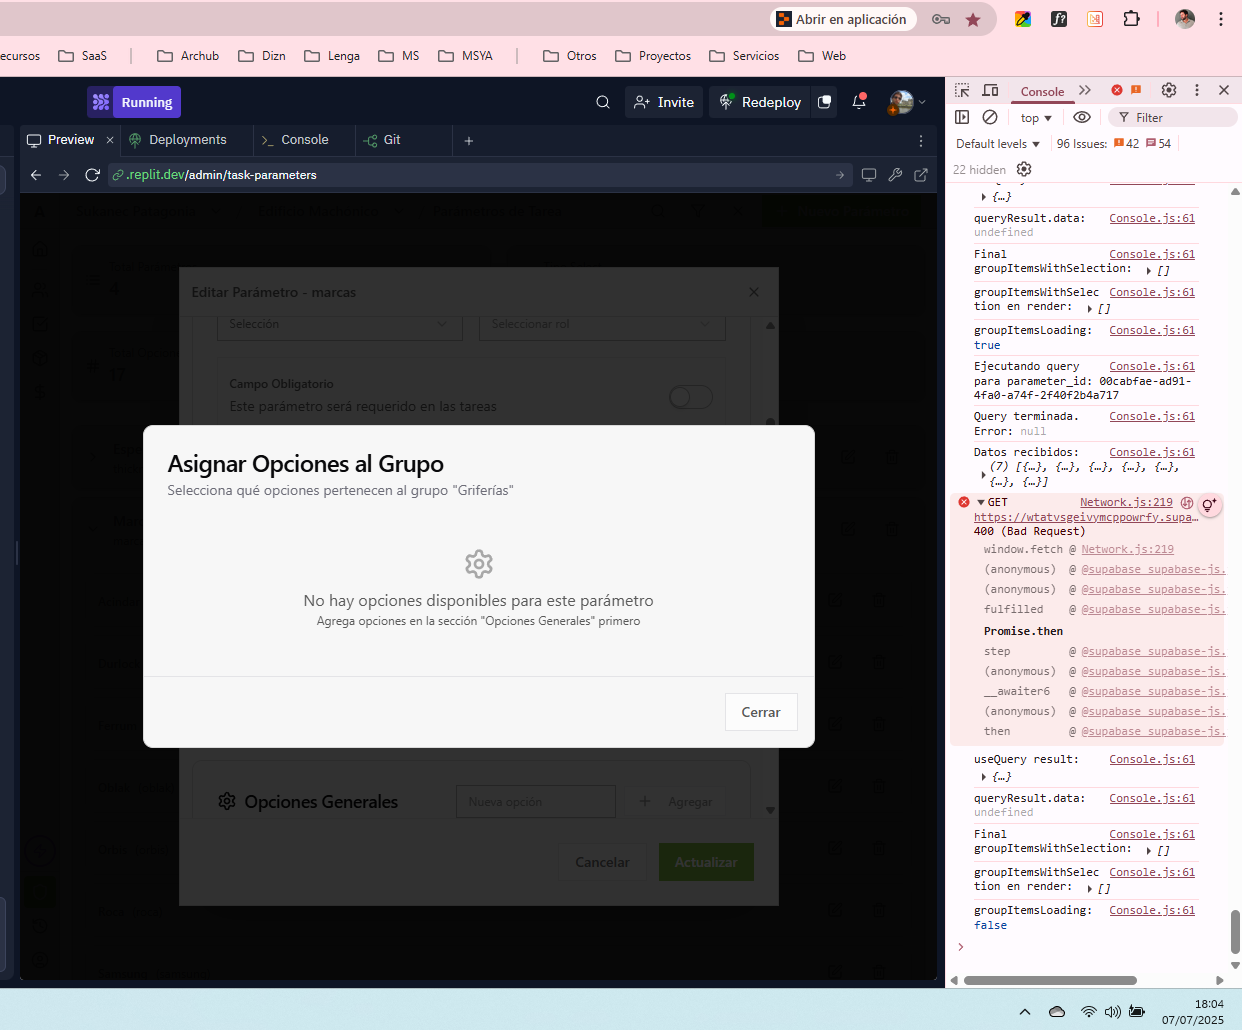 Abrir en aplicación
ecursos
SaaS
Archub
Dizn
Lenga
MS
MSYA
Otros
Proyectos
Servicios
Web
Running
Invite
Redeploy
Preview
Deployments
Console
Git
.replit.dev/admin/task-parameters
Editar Parámetro - marcas
Selección
Seleccionar rol
Campo Obligatorio
Este parámetro será requerido en las tareas
Asignar Opciones al Grupo
Selecciona qué opciones pertenecen al grupo "Griferías"
No hay opciones disponibles para este parámetro
Agrega opciones en la sección "Opciones Generales" primero
Cerrar
Opciones Generales
Nueva opción
Agregar
Cancelar
Actualizar
Console
top
Filter
Default levels
96 Issues: 42 54
22 hidden
{…}
queryResult.data: Console.js:61
undefined
Final Console.js:61
groupItemsWithSelection: []
groupItemsWithSelec Console.js:61
tion en render: []
groupItemsLoading: Console.js:61
true
Ejecutando query Console.js:61
para parameter_id: 00cabfae-ad91-
4fa0-a74f-2f40f2b4a717
Query terminada. Console.js:61
Error: null
Datos recibidos: Console.js:61
(7) [{…}, {…}, {…}, {…}, {…},
{…}, {…}]
GET Network.js:219
https://wtatvsgeivymcppowrfy.supa…
400 (Bad Request)
window.fetch @ Network.js:219
(anonymous) @ @supabase_supabase-js.
(anonymous) @ @supabase_supabase-js.
fulfilled @ @supabase_supabase-js.
Promise.then
step @ @supabase_supabase-js.
(anonymous) @ @supabase_supabase-js.
__awaiter6 @ @supabase_supabase-js.
(anonymous) @ @supabase_supabase-js.
then @ @supabase_supabase-js.
useQuery result: Console.js:61
{…}
queryResult.data: Console.js:61
undefined
Final Console.js:61
groupItemsWithSelection: []
groupItemsWithSelec Console.js:61
tion en render: []
groupItemsLoading: Console.js:61
false
18:04
07/07/2025